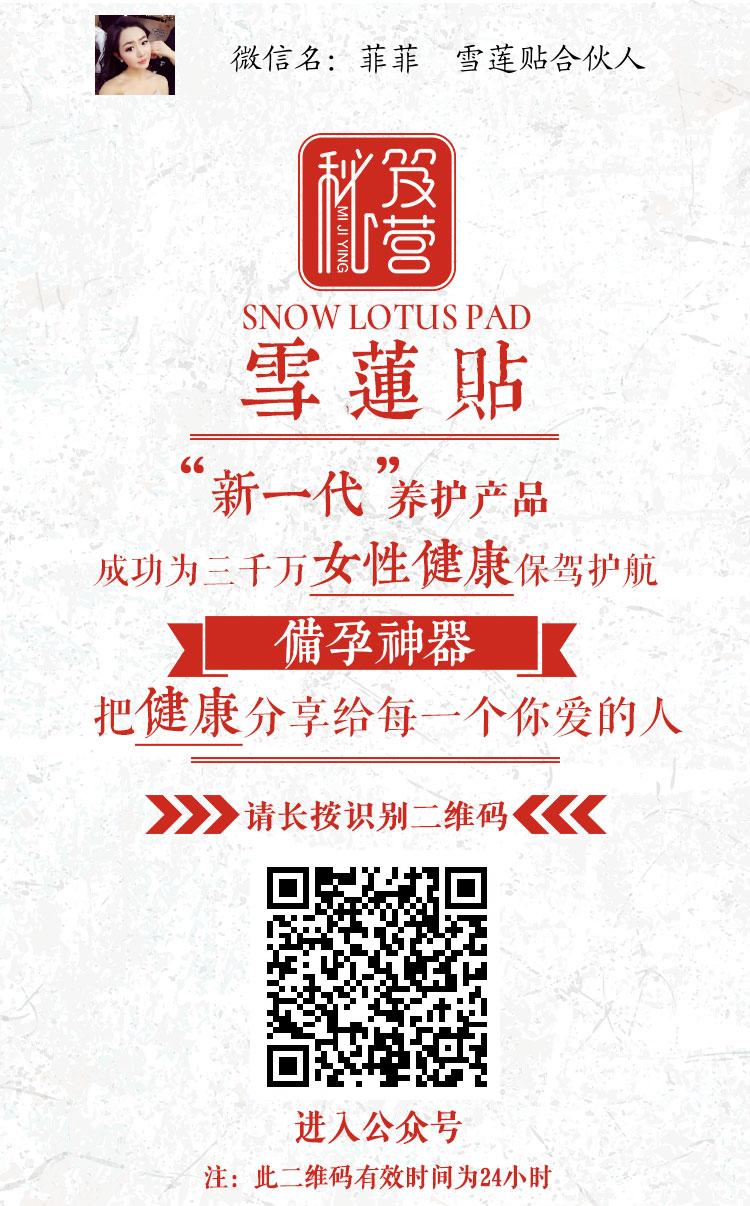 微信名：菲菲　雪莲贴合伙人
秘笈营
MI JI YING
SNOW LOTUS PAD
雪蓮貼
“新一代”养护产品
成功为三千万女性健康保驾护航
備孕神器
把健康分享给每一个你爱的人
请长按识别二维码
进入公众号
注：此二维码有效时间为24小时